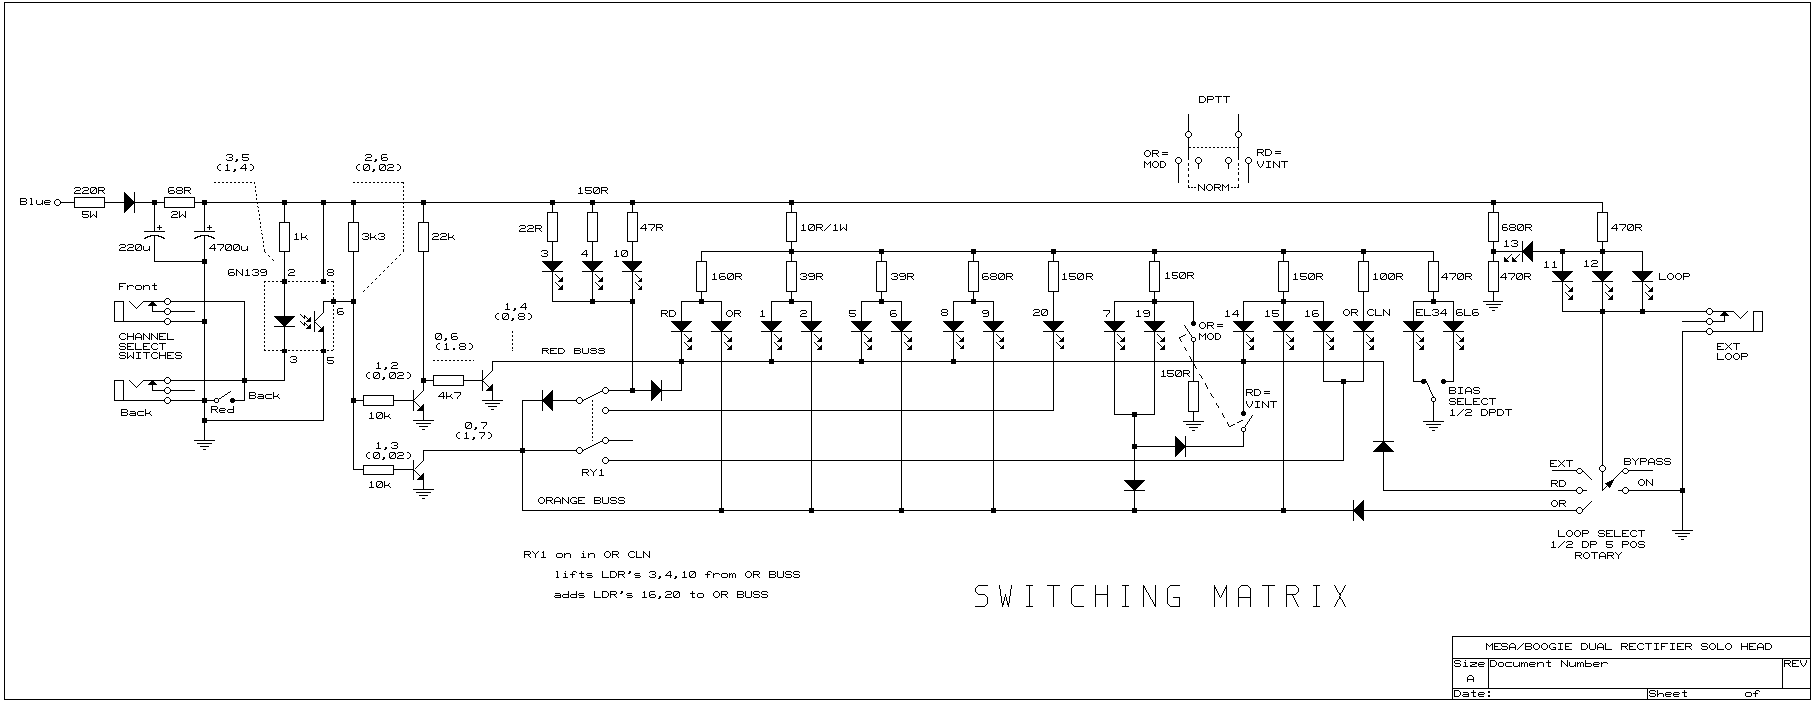 DPTT
OR=
MOD
RD=
VINT
NORM
3,5
(1,4)
2,6
(0,02)
Blue
220R
5W
68R
2W
220u
4700u
1k
3k3
22k
150R
22R
47R
3
4
10
10R/1W
680R
470R
13
470R
11
12
LOOP
6N139
2
8
6
3
5
Front
CHANNEL
SELECT
SWITCHES
Back
Red
Back
160R
39R
39R
680R
150R
150R
150R
100R
470R
RD
OR
1
2
5
6
8
9
20
7
19
14
15
16
OR CLN
EL34
6L6
1,4
(0,8)
0,6
(1.8)
RED BUSS
OR=
MOD
150R
RD=
VINT
1,2
(0,02)
10k
4k7
1,3
(0,02)
10k
0,7
(1,7)
RY1
ORANGE BUSS
BIAS
SELECT
1/2 DPDT
EXT
LOOP
EXT
RD
OR
BYPASS
ON
LOOP SELECT
1/2 DP 5 POS
ROTARY
RY1 on in OR CLN
lifts LDR's 3,4,10 from OR BUSS
adds LDR's 16,20 to OR BUSS
SWITCHING MATRIX
MESA/BOOGIE DUAL RECTIFIER SOLO HEAD
Size Document Number REV
A
Date: Sheet of